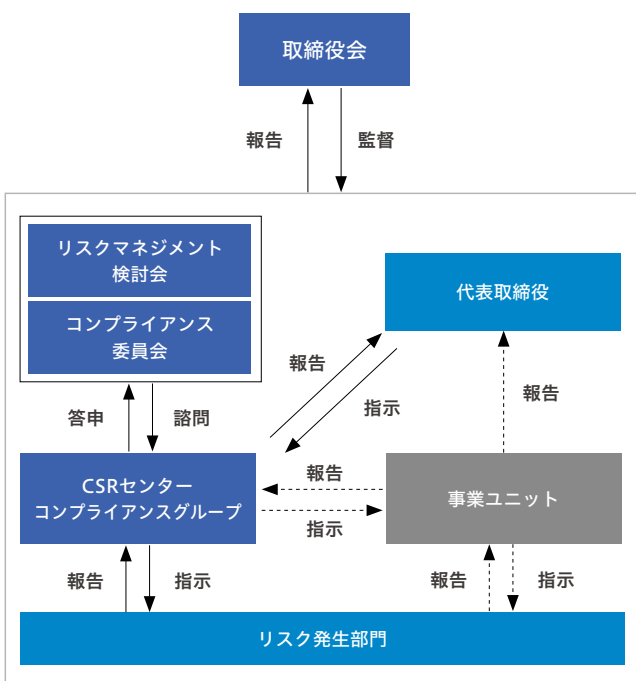 取締役会
報告
監督
リスクマネジメント
検討会
コンプライアンス
委員会
代表取締役
報告
指示
報告
答申
諮問
CSRセンター
コンプライアンスグループ
報告
指示
事業ユニット
報告
指示
報告
指示
リスク発生部門